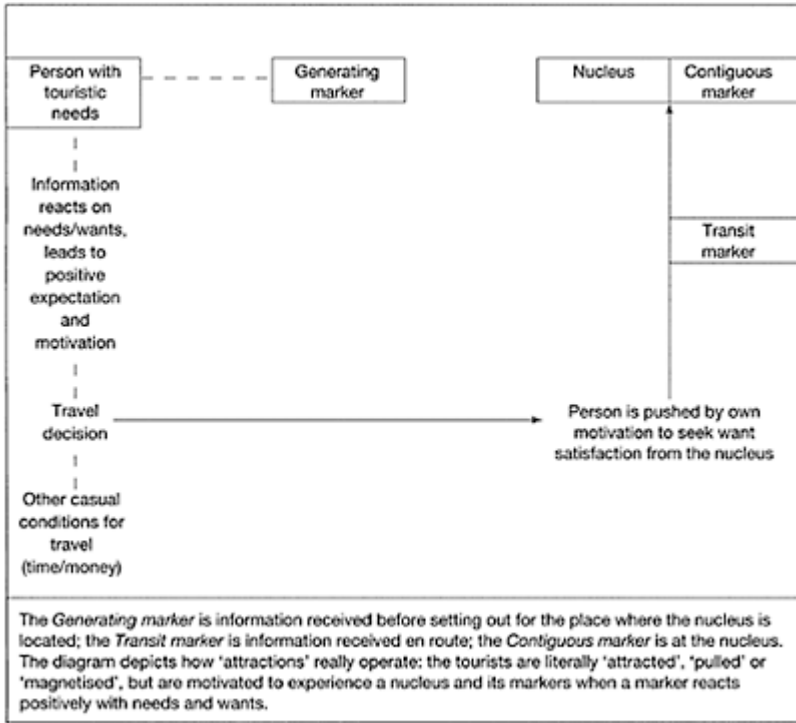 Person with
touristic
needs
Generating
marker
Nucleus
Contiguous
marker
Information
reacts on
needs/wants,
leads to
positive
expectation
and
motivation
Transit
marker
Travel
decision
Person is pushed by own
motivation to seek want
satisfaction from the nucleus
Other casual
conditions for
travel
(time/money)
The Generating marker is information received before setting out for the place where the nucleus is
located; the Transit marker is information received en route; the Contiguous marker is at the nucleus.
The diagram depicts how 'attractions' really operate: the tourists are literally 'attracted', 'pulled' or
'magnetised', but are motivated to experience a nucleus and its markers when a marker reacts
positively with needs and wants.